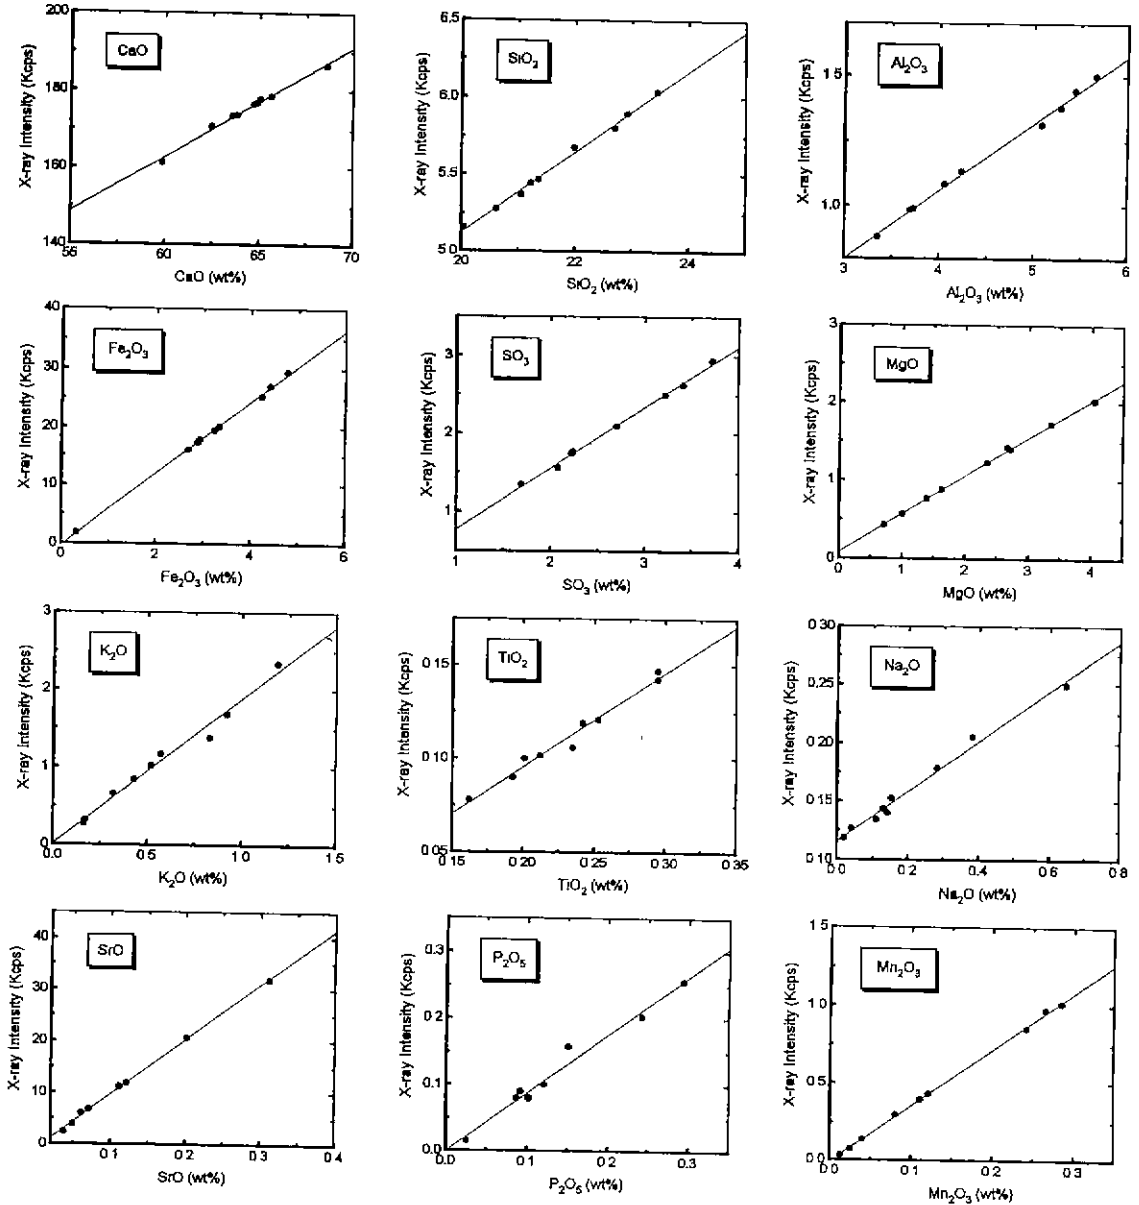 CaO
X-ray Intensity (Kcps)
200
180
160
140
55
60
65
70
CaO (wt%)
SiO₂
X-ray Intensity (Kcps)
6.5
6.0
5.5
5.0
20
22
24
SiO₂ (wt%)
Al₂O₃
X-ray Intensity (Kcps)
1.5
1.0
3
4
5
6
Al₂O₃ (wt%)
Fe₂O₃
X-ray Intensity (Kcps)
40
30
20
10
0
0
2
4
6
Fe₂O₃ (wt%)
SO₃
X-ray Intensity (Kcps)
3
2
1
1
2
3
4
SO₃ (wt%)
MgO
X-ray Intensity (Kcps)
3
2
1
0
0
1
2
3
4
MgO (wt%)
K₂O
X-ray Intensity (Kcps)
3
2
1
0
0.0
0.5
1.0
1.5
K₂O (wt%)
TiO₂
X-ray Intensity (Kcps)
0.15
0.10
0.05
0.15
0.20
0.25
0.30
0.35
TiO₂ (wt%)
Na₂O
X-ray Intensity (Kcps)
0.30
0.25
0.20
0.15
0.10
0.0
0.2
0.4
0.6
0.8
Na₂O (wt%)
SrO
X-ray Intensity (Kcps)
40
30
20
10
0
0.1
0.2
0.3
0.4
SrO (wt%)
P₂O₅
X-ray Intensity (Kcps)
0.3
0.2
0.1
0.0
0.0
0.1
0.2
0.3
P₂O₅ (wt%)
Mn₂O₃
X-ray Intensity (Kcps)
1.5
1.0
0.5
0.0
0.0
0.1
0.2
0.3
Mn₂O₃ (wt%)